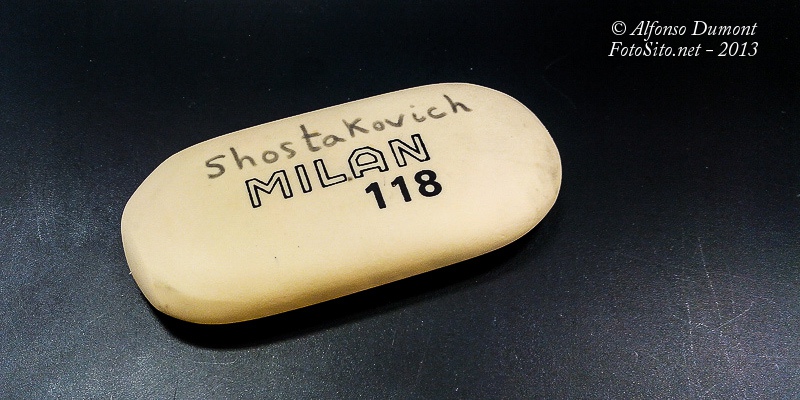 © Alfonso Dumont
FotoSito.net - 2013
Shostakovich
MILAN
118